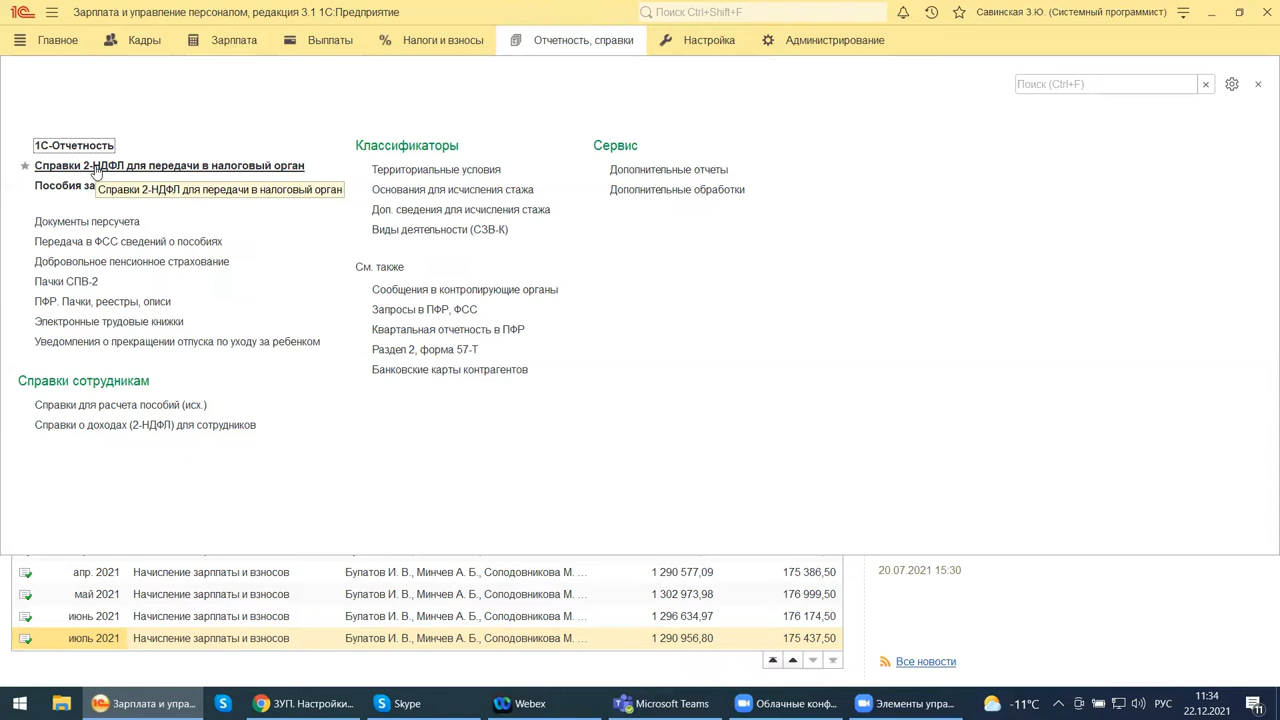 Зарплата и управление персоналом, редакция 3.1 1С:Предприятие
Поиск Ctrl+Shift+F
Савинская З.Ю (Системный программист)
Главное Кадры Зарплата Выплаты Налоги и взносы Отчетность, справки Настройка Администрирование
Поиск (Ctrl+F)
1С-Отчетность
Справки 2-НДФЛ для передачи в налоговый орган
Пособия за
Справки 2-НДФЛ для передачи в налоговый орган
Документы персучета
Передача в ФСС сведений о пособиях
Добровольное пенсионное страхование
Пачки СПВ-2
ПФР. Пачки, реестры, описи
Электронные трудовые книжки
Уведомления о прекращении отпуска по уходу за ребенком
Справки сотрудникам
Справки для расчета пособий (исх.)
Справки о доходах (2-НДФЛ) для сотрудников
Классификаторы
Территориальные условия
Основания для исчисления стажа
Доп. сведения для исчисления стажа
Виды деятельности (СЗВ-К)
См. также
Сообщения в контролирующие органы
Запросы в ПФР, ФСС
Квартальная отчетность в ПФР
Раздел 2, форма 57-Т
Банковские карты контрагентов
Сервис
Дополнительные отчеты
Дополнительные обработки
апр. 2021 Начисление зарплаты и взносов Булатов И. В., Минчев А. Б., Солодовникова М. ... 1 290 577,09 175 386,50
май 2021 Начисление зарплаты и взносов Булатов И. В., Минчев А. Б., Солодовникова М. ... 1 302 973,98 176 999,50
июнь 2021 Начисление зарплаты и взносов Булатов И. В., Минчев А. Б., Солодовникова М. ... 1 296 634,97 176 174,50
июль 2021 Начисление зарплаты и взносов Булатов И. В., Минчев А. Б., Солодовникова М. ... 1 290 956,80 175 437,50
20.07.2021 15:30
Все новости
Зарплата и упра... ЗУП. Настройки... Skype Webex Microsoft Teams Облачные конф... Элементы упра... -11°C РУС
11:34
22.12.2021
11